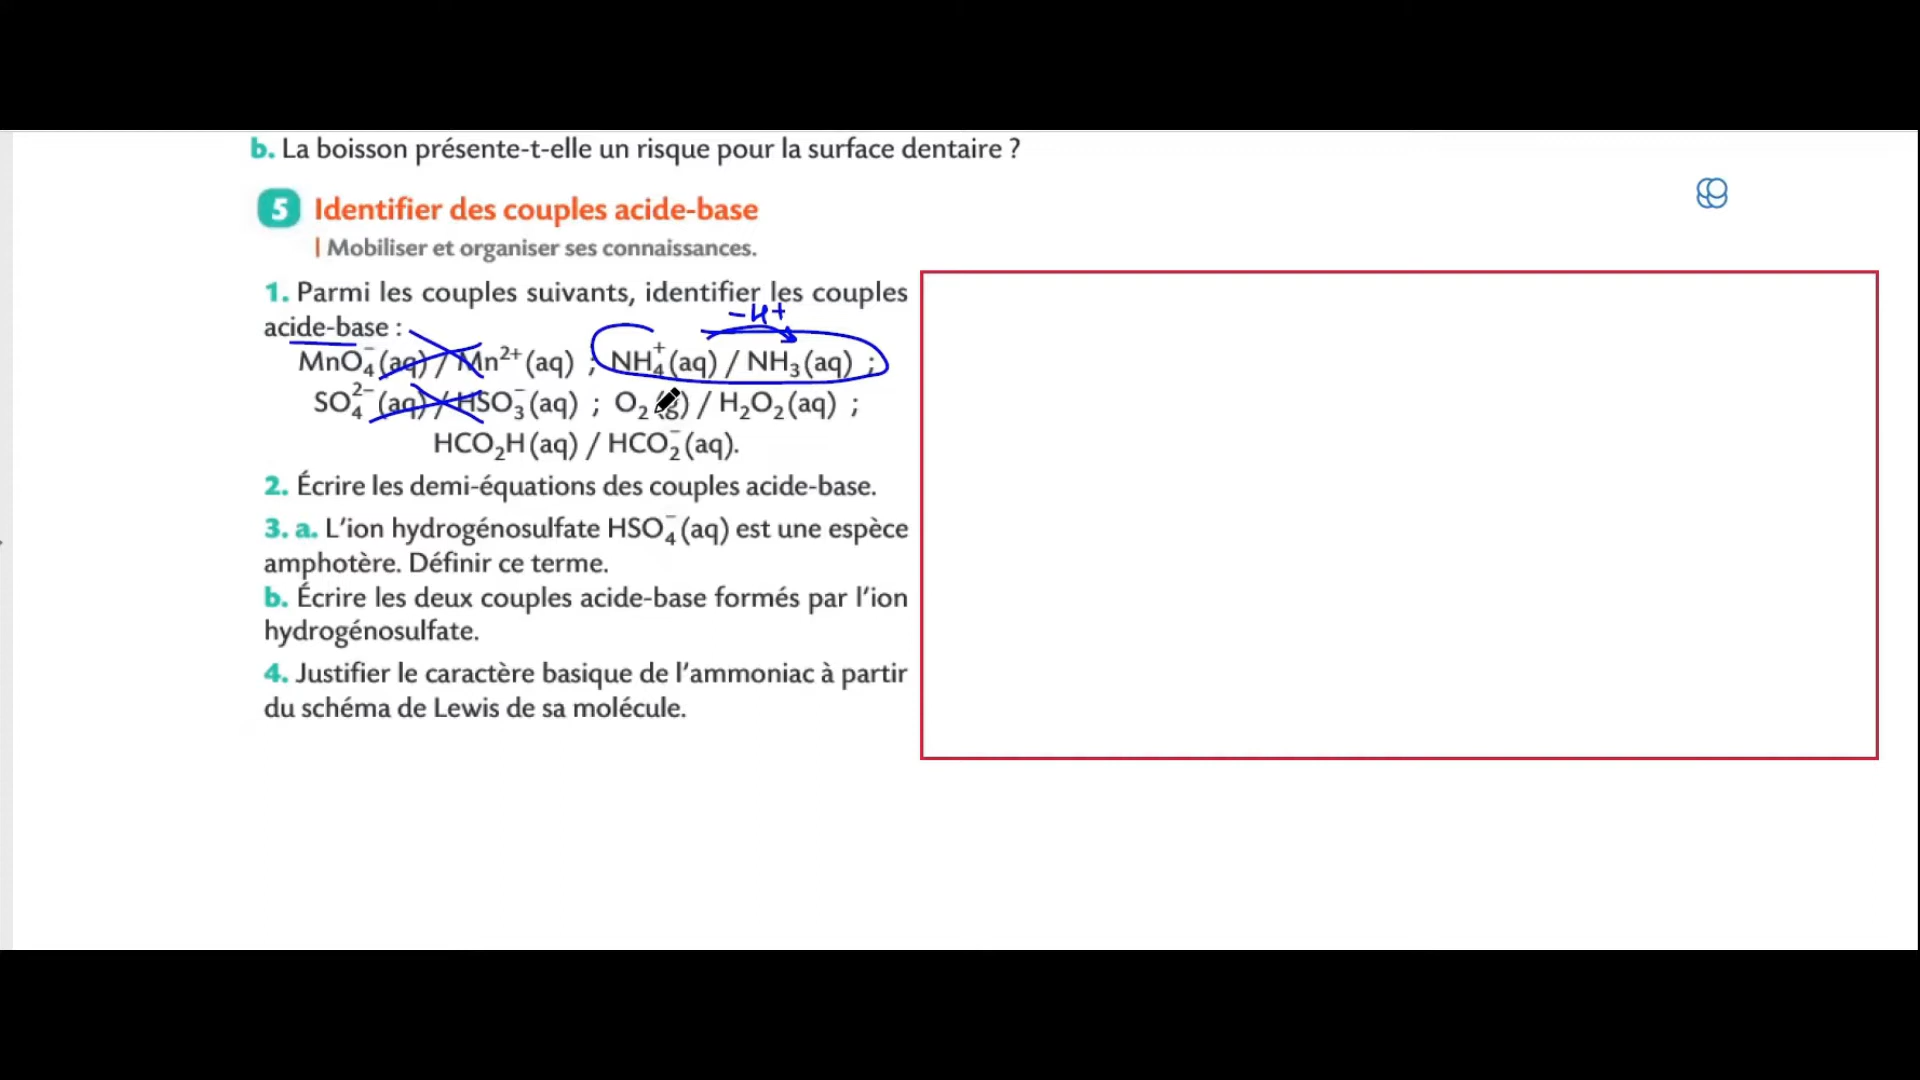 b. La boisson présente-t-elle un risque pour la surface dentaire ?
5 Identifier des couples acide-base
| Mobiliser et organiser ses connaissances.
1. Parmi les couples suivants, identifier les couples
-H+
acide-base :
MnO₄⁻(aq) / Mn²⁺(aq) ; NH₄⁺(aq) / NH₃(aq) ;
SO₄²⁻(aq) / HSO₃⁻(aq) ; O₂(g) / H₂O₂(aq) ;
HCO₂H(aq) / HCO₂⁻(aq).
2. Écrire les demi-équations des couples acide-base.
3. a. L'ion hydrogénosulfate HSO₄⁻(aq) est une espèce
amphotère. Définir ce terme.
b. Écrire les deux couples acide-base formés par l'ion
hydrogénosulfate.
4. Justifier le caractère basique de l'ammoniac à partir
du schéma de Lewis de sa molécule.